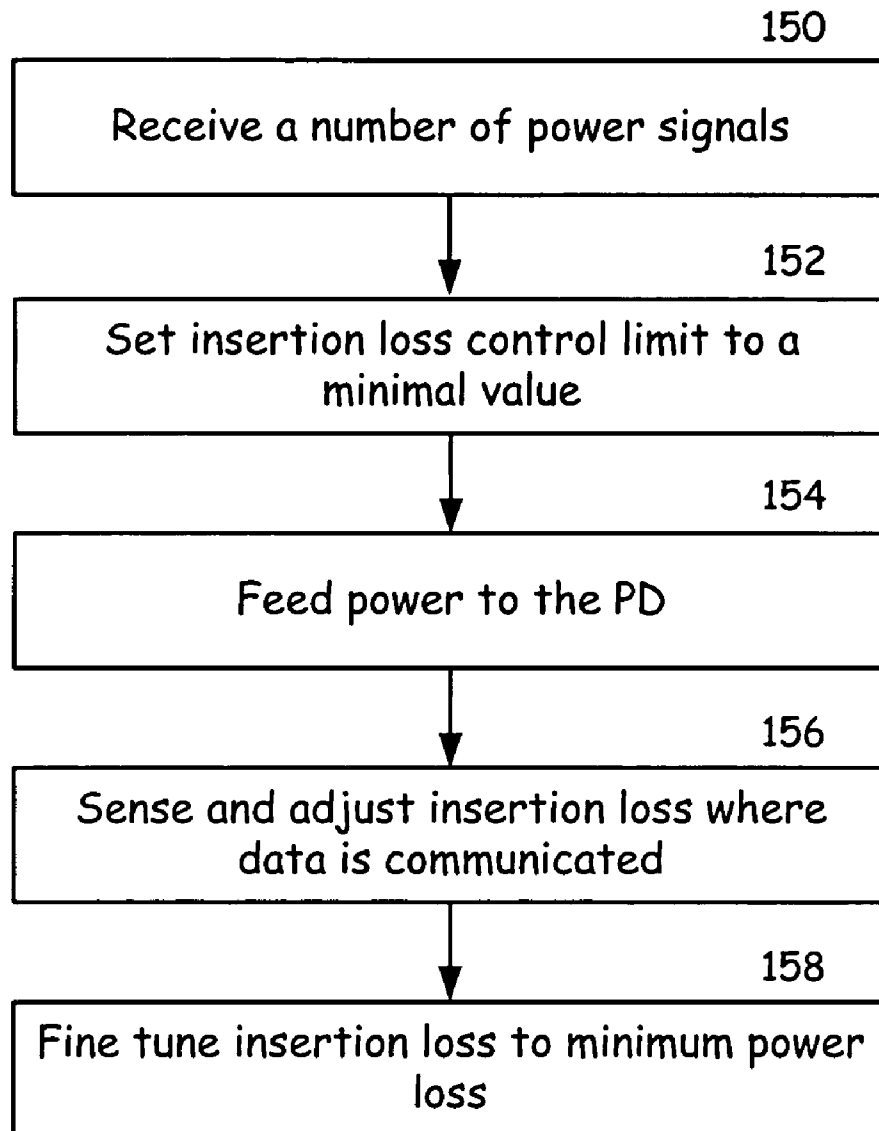 150
Receive a number of power signals
152
Set insertion loss control limit to a
minimal value
154
Feed power to the PD
156
Sense and adjust insertion loss where
data is communicated
158
Fine tune insertion loss to minimum power
loss